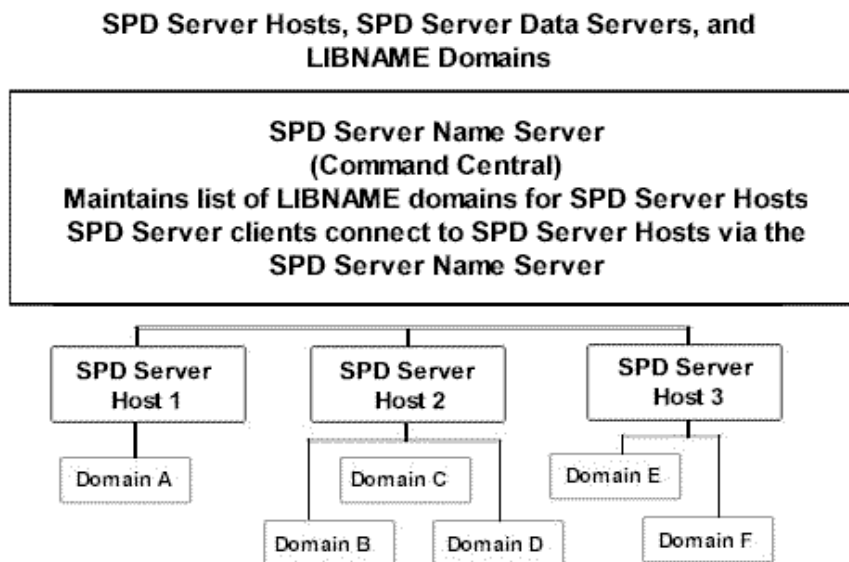 SPD Server Hosts, SPD Server Data Servers, and
LIBNAME Domains
SPD Server Name Server
(Command Central)
Maintains list of LIBNAME domains for SPD Server Hosts
SPD Server clients connect to SPD Server Hosts via the
SPD Server Name Server
SPD Server
Host 1
SPD Server
Host 2
SPD Server
Host 3
Domain A
Domain C
Domain E
Domain B
Domain D
Domain F